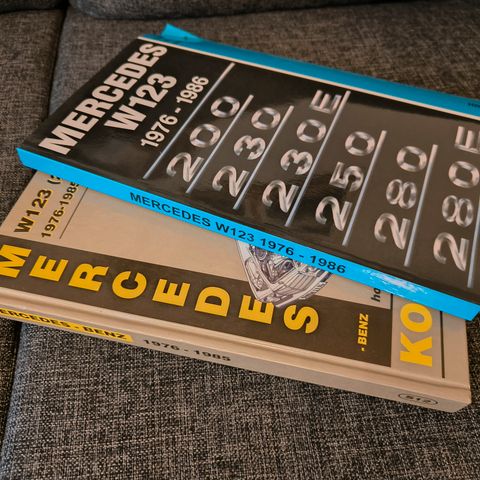 MERCEDES
W123
1976 - 1986
200
230
230E
250
280
280E
MERCEDES W123 1976 - 1986
W123
1976-1985
MERCEDES
- BENZ
KO
MERCEDES - BENZ 1976 - 1985